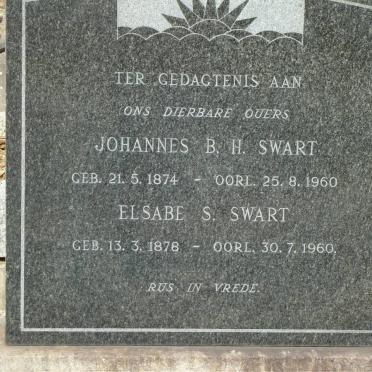 TER GEDAGTENIS AAN
ONS DIERBARE OUERS
JOHANNES B. H. SWART
GEB. 21. 5. 1874 – OORL. 25. 8. 1960
ELSABE S. SWART
GEB. 13. 3. 1878 – OORL. 30. 7. 1960.
RUS IN VREDE.